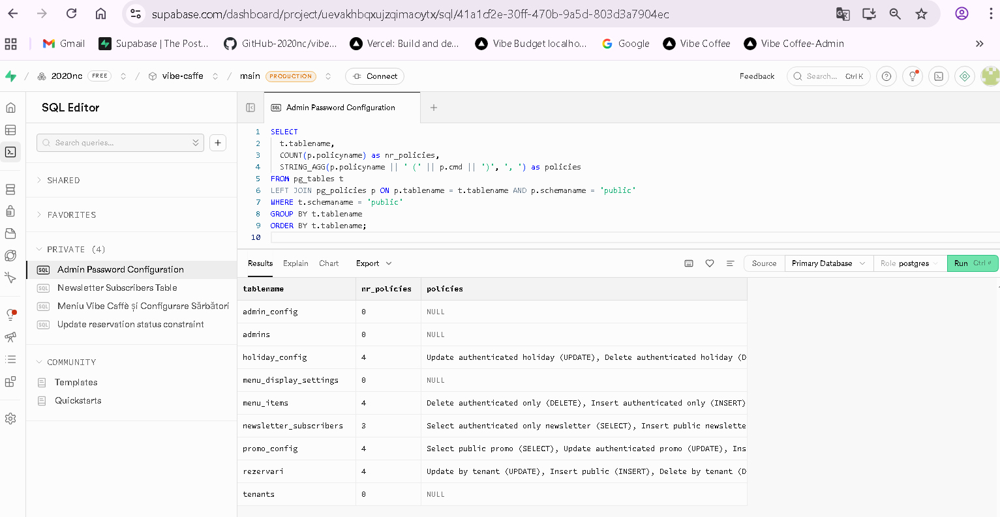 supabase.com/dashboard/project/uevakhbqxujzqimaoytx/sql/41a1cf2e-30ff-470b-9a5d-803d3a7904ec
Gmail Supabase | The Post... GitHub-2020nc/vibe... Vercel: Build and de... Vibe Budget localho... Google Vibe Coffee Vibe Coffee-Admin »
/ 2020nc FREE / vibe-caffe / main PRODUCTION Connect Feedback Search... Ctrl K
SQL Editor
Admin Password Configuration
Search queries...
SHARED
FAVORITES
PRIVATE (4)
Admin Password Configuration
Newsletter Subscribers Table
Meniu Vibe Caffè și Configurare Sărbători
Update reservation status constraint
COMMUNITY
Templates
Quickstarts
1 SELECT
2 t.tablename,
3 COUNT(p.policyname) as nr_policies,
4 STRING_AGG(p.policyname || ' (' || p.cmd || ')', ', ') as policies
5 FROM pg_tables t
6 LEFT JOIN pg_policies p ON p.tablename = t.tablename AND p.schemaname = 'public'
7 WHERE t.schemaname = 'public'
8 GROUP BY t.tablename
9 ORDER BY t.tablename;
10
Results Explain Chart Export Source Primary Database Role postgres Run Ctrl
tablename nr_policies policies
admin_config 0 NULL
admins 0 NULL
holiday_config 4 Update authenticated holiday (UPDATE), Delete authenticated holiday (D
menu_display_settings 0 NULL
menu_items 4 Delete authenticated only (DELETE), Insert authenticated only (INSERT)
newsletter_subscribers 3 Select authenticated only newsletter (SELECT), Insert public newslette
promo_config 4 Select public promo (SELECT), Update authenticated promo (UPDATE), Ins
rezervari 4 Update by tenant (UPDATE), Insert public (INSERT), Delete by tenant (D
tenants 0 NULL